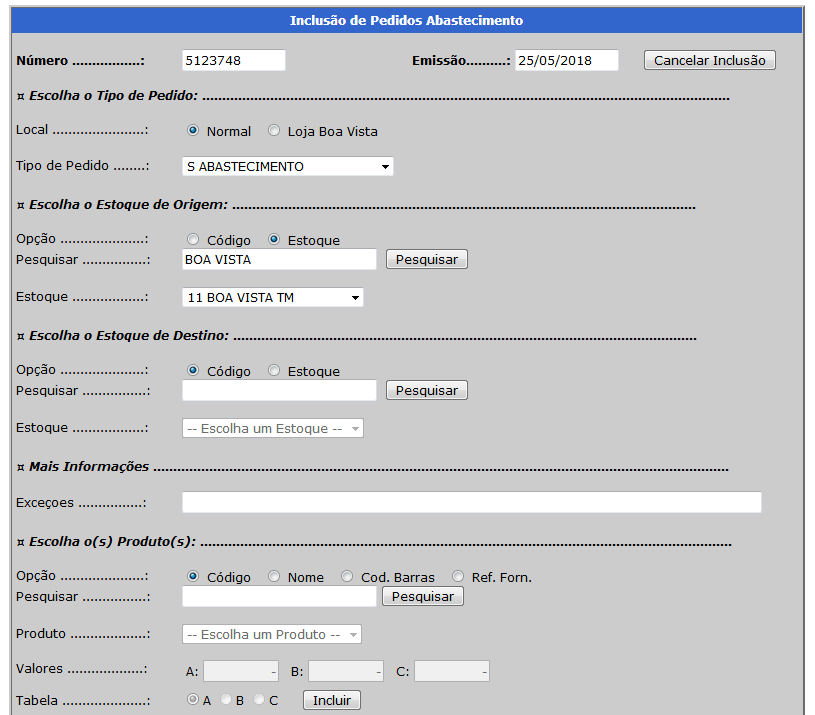 Inclusão de Pedidos Abastecimento
Número .................: 5123748 Emissão..........: 25/05/2018 Cancelar Inclusão
¤ Escolha o Tipo de Pedido: ....................................................................................................................................
Local .......................: Normal Loja Boa Vista
Tipo de Pedido ........: S ABASTECIMENTO
¤ Escolha o Estoque de Origem: ....................................................................................................................
Opção .....................: Código Estoque
Pesquisar ................: BOA VISTA Pesquisar
Estoque ..................: 11 BOA VISTA TM
¤ Escolha o Estoque de Destino: ....................................................................................................................
Opção .....................: Código Estoque
Pesquisar ................: Pesquisar
Estoque ..................: -- Escolha um Estoque --
¤ Mais Informações ................................................................................................................................................
Exceçoes ................:
¤ Escolha o(s) Produto(s): .....................................................................................................................................
Opção .....................: Código Nome Cod. Barras Ref. Forn.
Pesquisar ................: Pesquisar
Produto ...................: -- Escolha um Produto --
Valores ...................: A: - B: - C: -
Tabela .....................: A B C Incluir